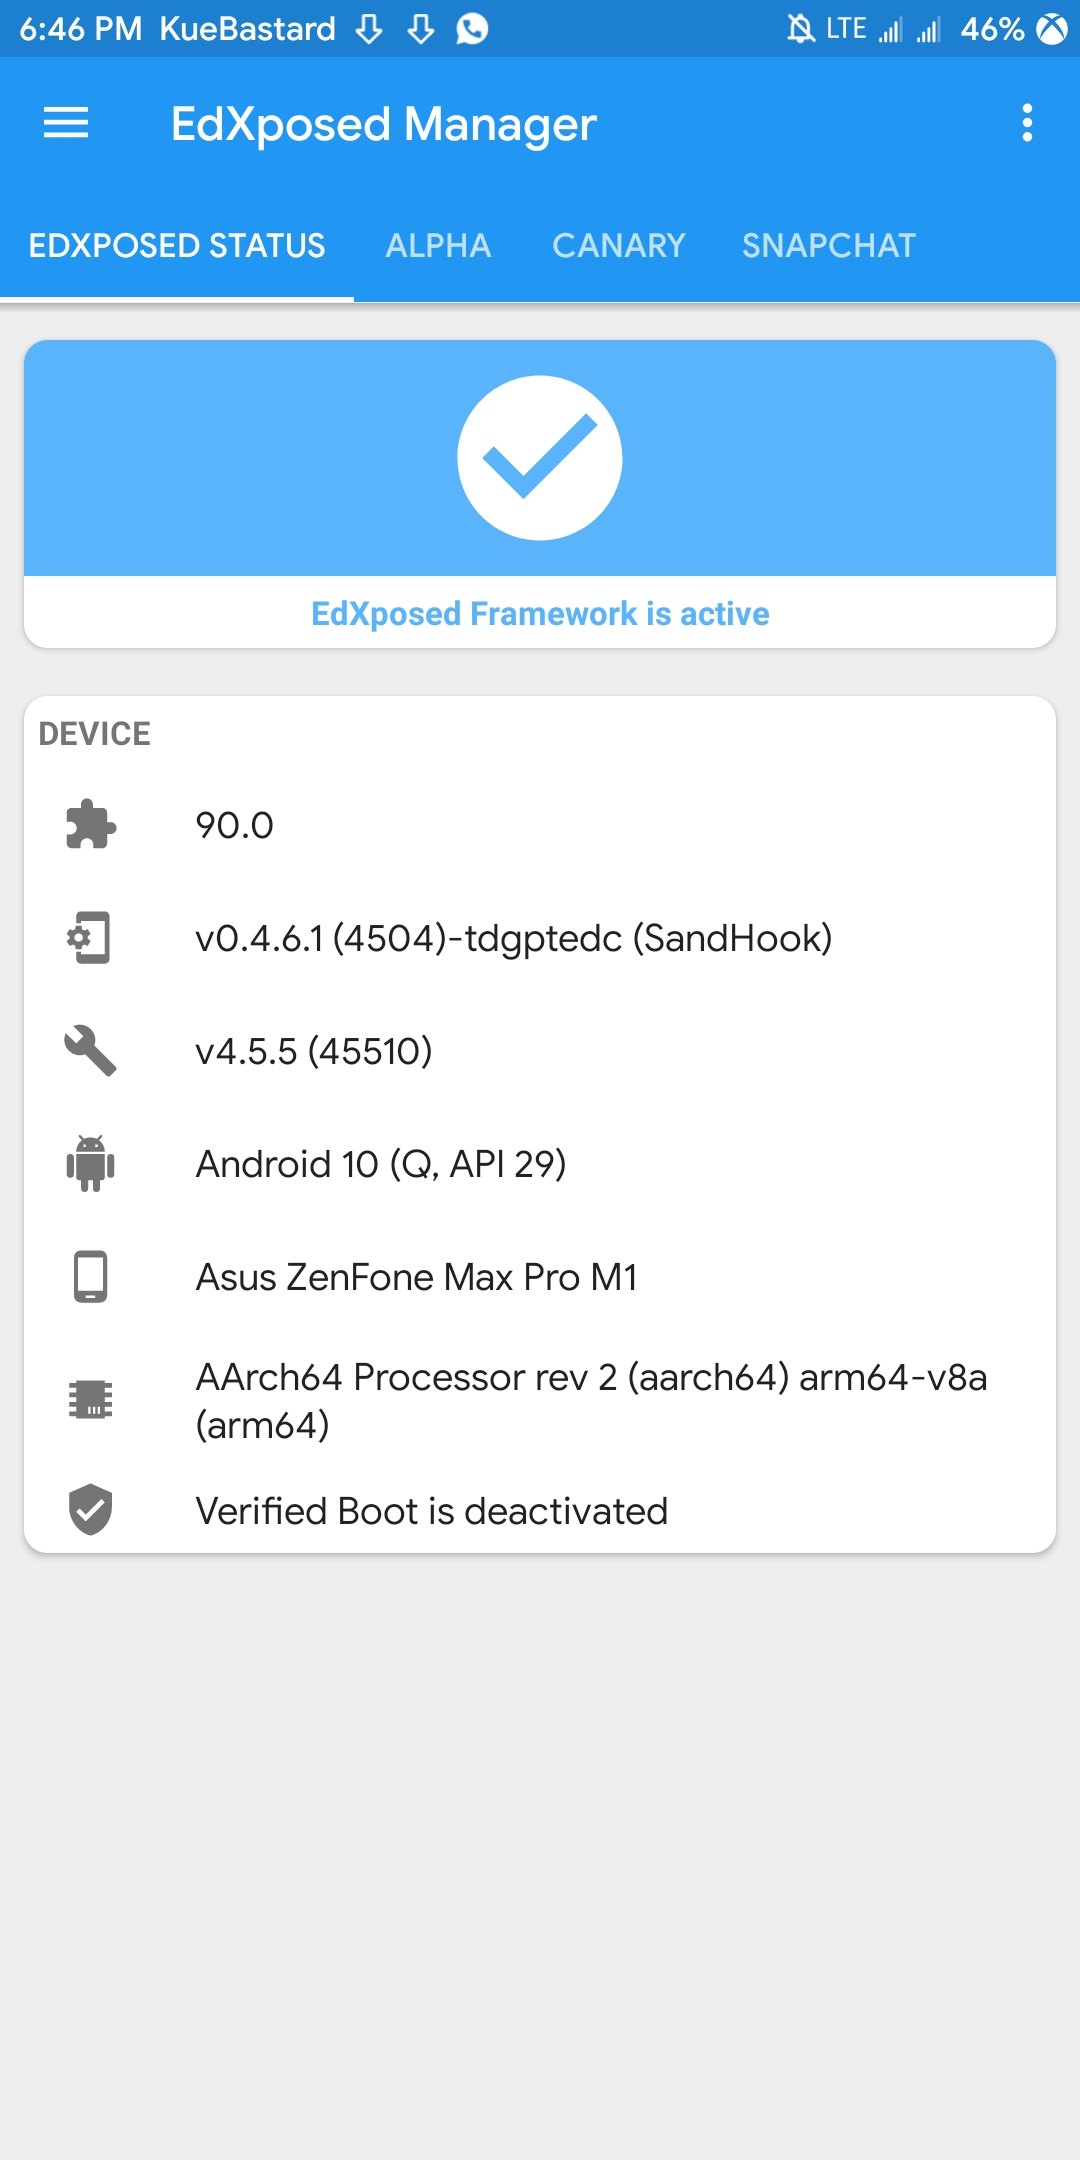 6:46 PM KueBastard LTE 46%
EdXposed Manager
EDXPOSED STATUS ALPHA CANARY SNAPCHAT
EdXposed Framework is active
DEVICE
90.0
v0.4.6.1 (4504)-tdgptedc (SandHook)
v4.5.5 (45510)
Android 10 (Q, API 29)
Asus ZenFone Max Pro M1
AArch64 Processor rev 2 (aarch64) arm64-v8a
(arm64)
Verified Boot is deactivated